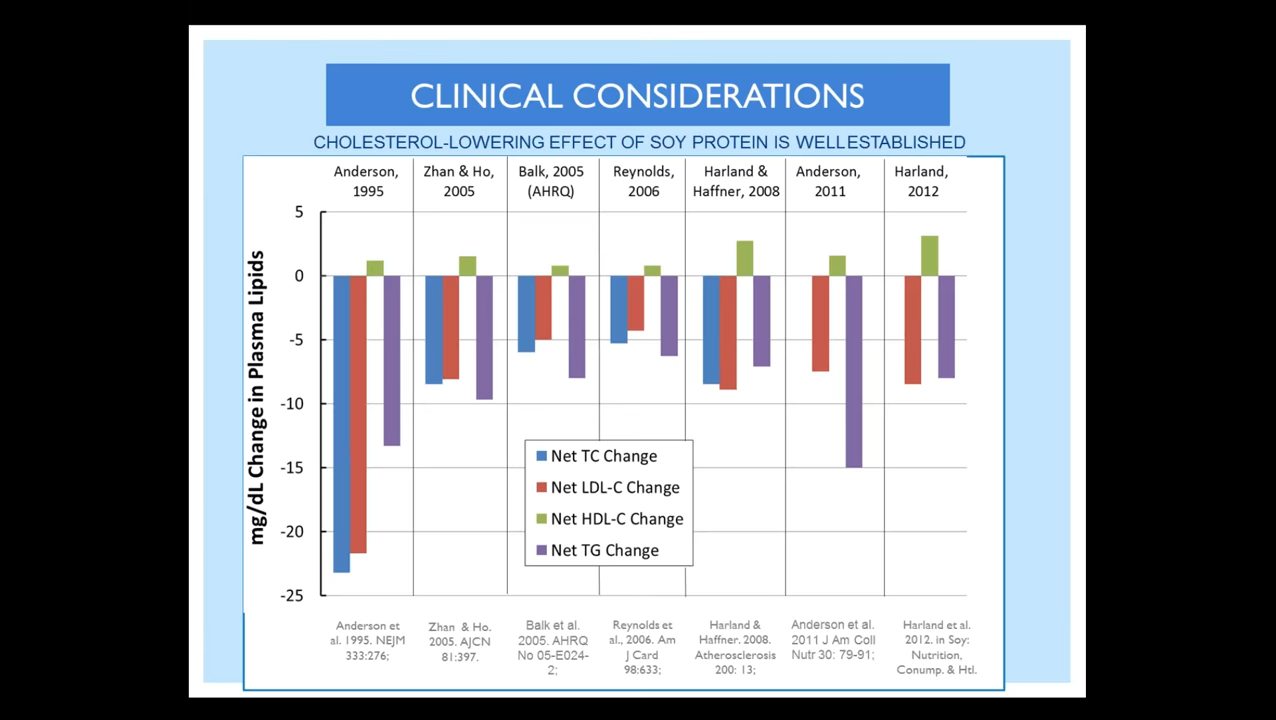 CLINICAL CONSIDERATIONS
CHOLESTEROL-LOWERING EFFECT OF SOY PROTEIN IS WELLESTABLISHED
Anderson,
1995
Zhan & Ho,
2005
Balk, 2005
(AHRQ)
Reynolds,
2006
Harland &
Haffner, 2008
Anderson,
2011
Harland,
2012
mg/dL Change in Plasma Lipids
5
0
-5
-10
-15
-20
-25
Net TC Change
Net LDL-C Change
Net HDL-C Change
Net TG Change
Anderson et
al. 1995. NEJM
333:276;
Zhan & Ho.
2005. AJCN
81:397.
Balk et al.
2005. AHRQ
No 05-E024-
2;
Reynolds et
al., 2006. Am
J Card
98:633;
Harland &
Haffner. 2008.
Atherosclerosis
200: 13;
Anderson et al.
2011 J Am Coll
Nutr 30: 79-91;
Harland et al.
2012. in Soy:
Nutrition,
Conump. & Htl.